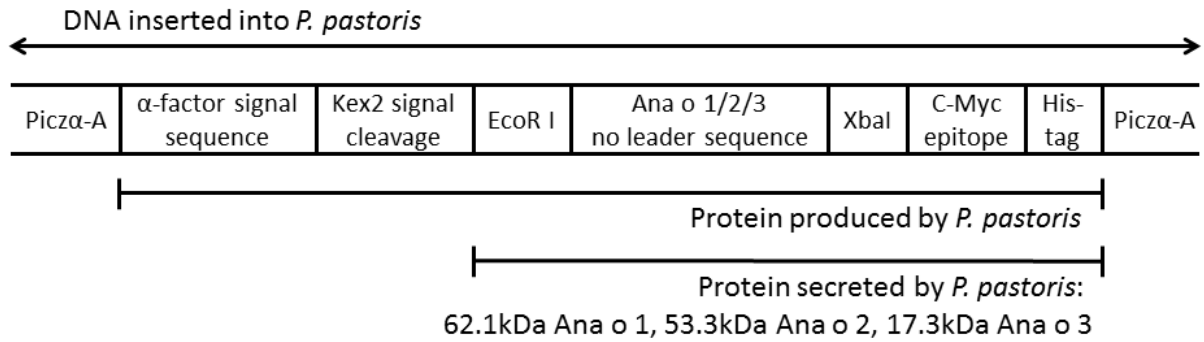 DNA inserted into P. pastoris
Piczα-A
α-factor signal
sequence
Kex2 signal
cleavage
EcoR I
Ana o 1/2/3
no leader sequence
XbaI
C-Myc
epitope
His-
tag
Piczα-A
Protein produced by P. pastoris
Protein secreted by P. pastoris:
62.1kDa Ana o 1, 53.3kDa Ana o 2, 17.3kDa Ana o 3